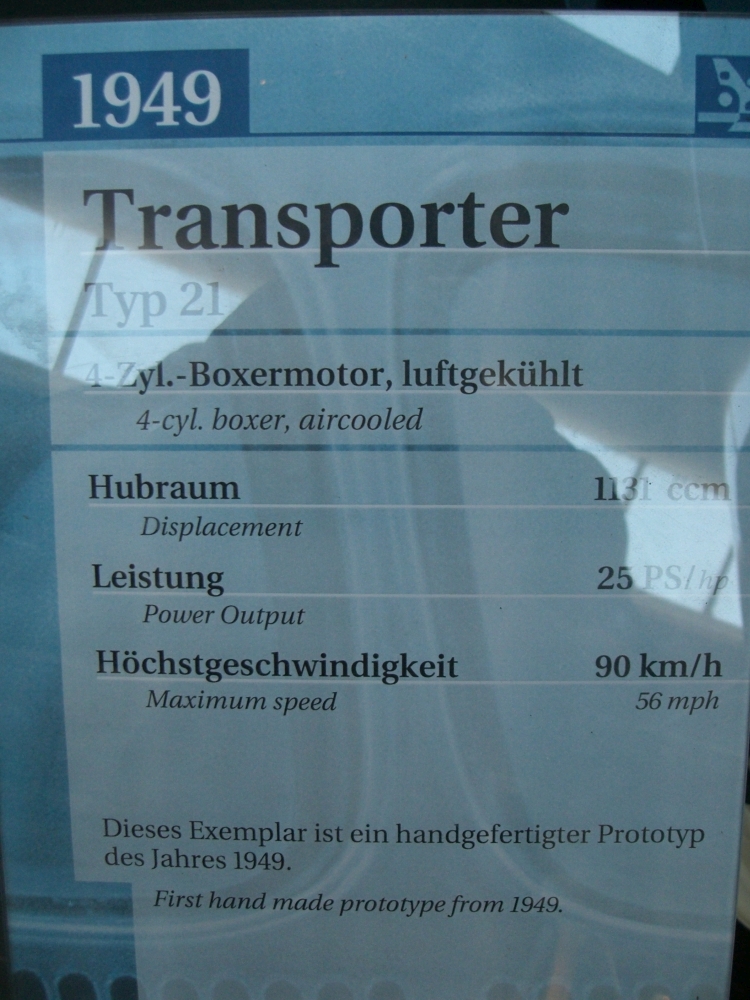 1949
Transporter
Typ 21
4-Zyl.-Boxermotor, luftgekühlt
4-cyl. boxer, aircooled
Hubraum 1131 ccm
Displacement
Leistung 25 PS/hp
Power Output
Höchstgeschwindigkeit 90 km/h
Maximum speed 56 mph
Dieses Exemplar ist ein handgefertigter Prototyp
des Jahres 1949.
First hand made prototype from 1949.